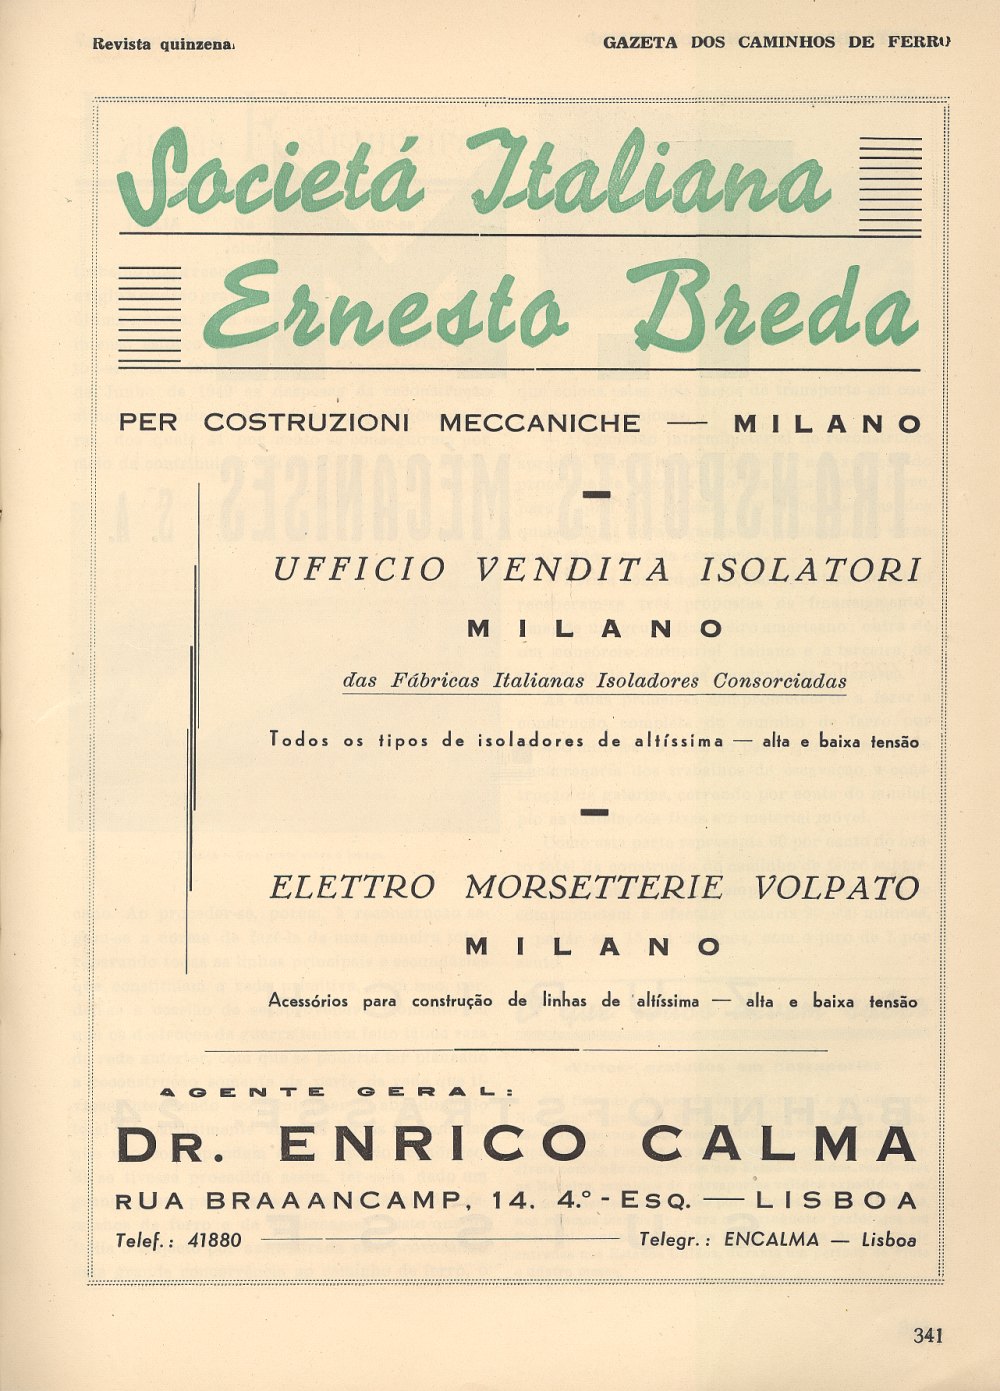 Revista quinzenal
GAZETA DOS CAMINHOS DE FERRO
Societá Italiana
Ernesto Breda
PER COSTRUZIONI MECCANICHE — MILANO
UFFICIO VENDITA ISOLATORI
MILANO
das Fábricas Italianas Isoladores Consorciadas
Todos os tipos de isoladores de altíssima — alta e baixa tensão
ELETTRO MORSETTERIE VOLPATO
MILANO
Acessórios para construção de linhas de altíssima — alta e baixa tensão
AGENTE GERAL:
DR. ENRICO CALMA
RUA BRAAANCAMP, 14. 4.º - ESQ. — LISBOA
Telef.: 41880 — Telegr.: ENCALMA — Lisboa
341